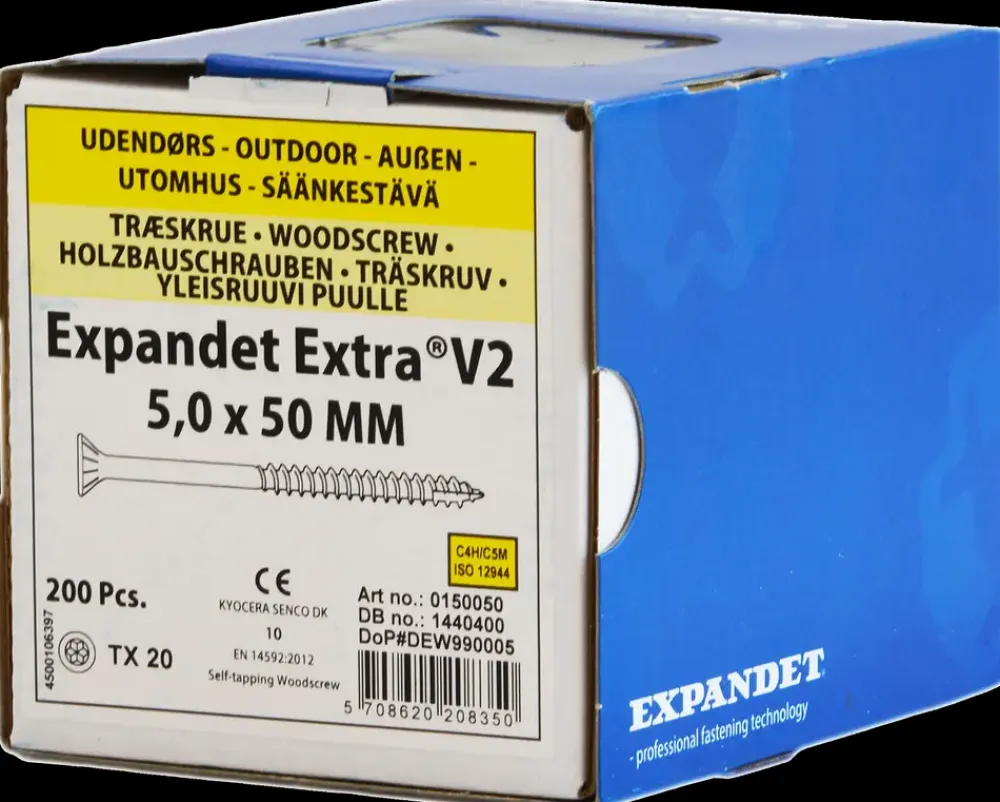 UDENDØRS - OUTDOOR - AUßEN -
UTOMHUS - SÄÄNKESTÄVÄ
TRÆSKRUE • WOODSCREW •
HOLZBAUSCHRAUBEN • TRÄSKRUV •
YLEISRUUVI PUULLE
Expandet Extra® V2
5,0 x 50 MM
C4H/C5M
ISO 12944
200 Pcs.
CE
KYOCERA SENCO DK
10
EN 14592:2012
Self-tapping Woodscrew
Art no.: 0150050
DB no.: 1440400
DoP#DEW990005
4500106397
TX 20
5 708620 208350
EXPANDET
- professional fastening technology